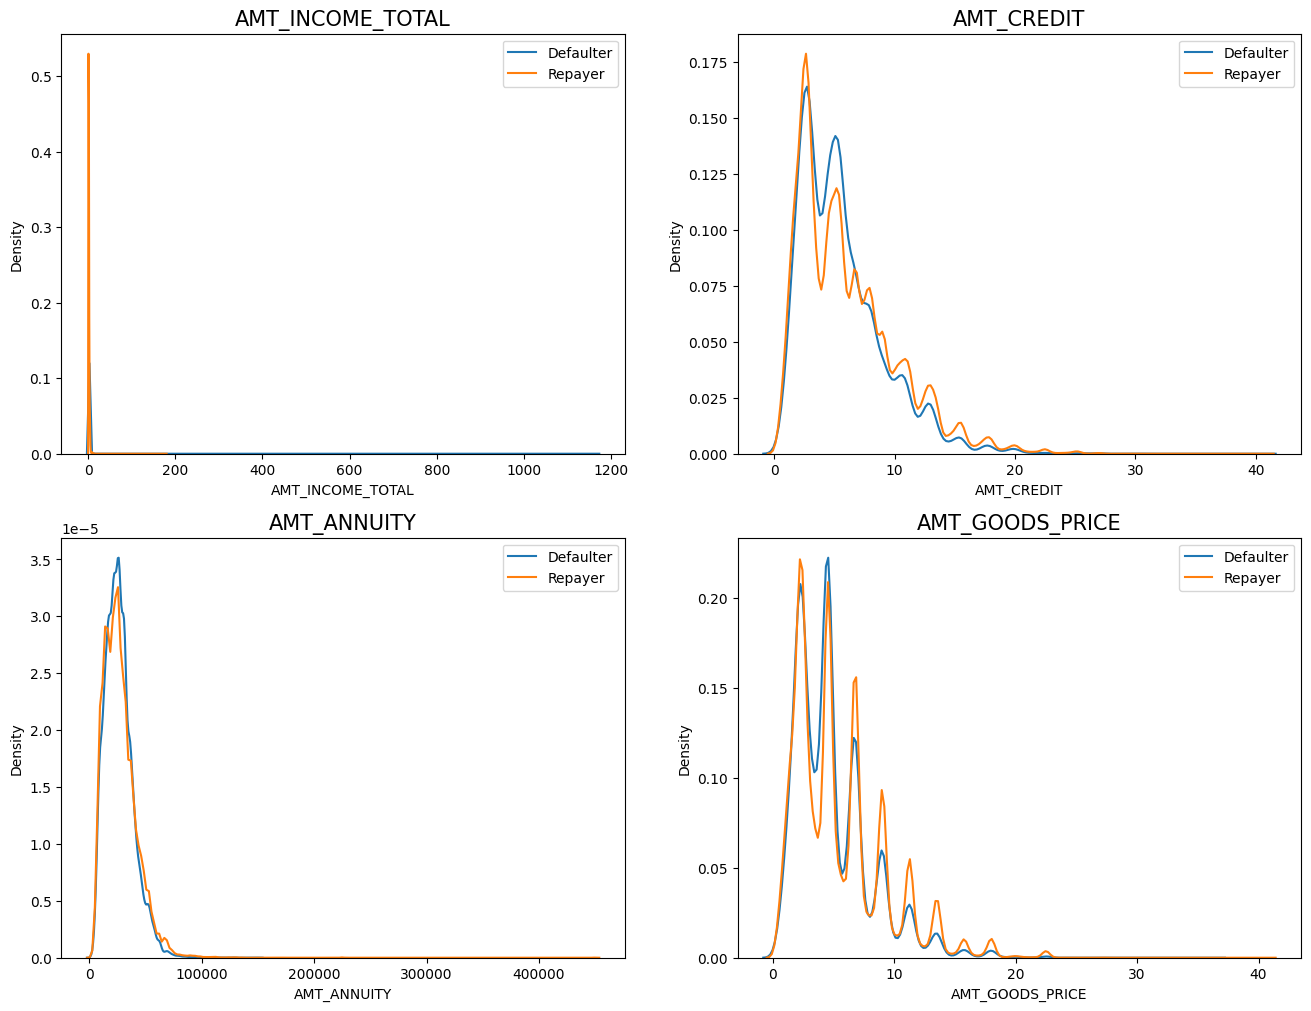 AMT_INCOME_TOTAL
Density
0.5
0.4
0.3
0.2
0.1
0.0
0
200
400
600
800
1000
1200
AMT_INCOME_TOTAL
Defaulter
Repayer
AMT_CREDIT
Density
0.175
0.150
0.125
0.100
0.075
0.050
0.025
0.000
0
10
20
30
40
AMT_CREDIT
Defaulter
Repayer
AMT_ANNUITY
1e−5
Density
3.5
3.0
2.5
2.0
1.5
1.0
0.5
0.0
0
100000
200000
300000
400000
AMT_ANNUITY
Defaulter
Repayer
AMT_GOODS_PRICE
Density
0.20
0.15
0.10
0.05
0.00
0
10
20
30
40
AMT_GOODS_PRICE
Defaulter
Repayer